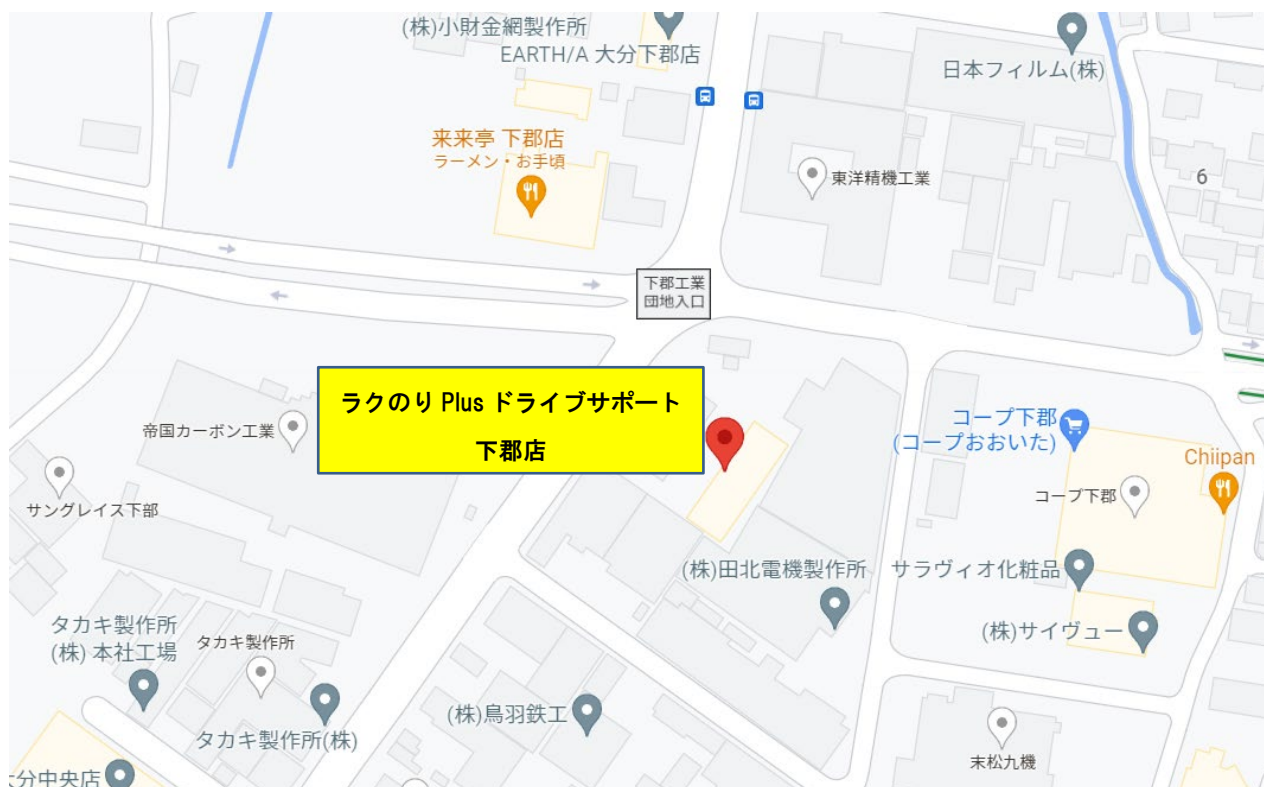 (株)小財金網製作所
EARTH/A 大分下郡店
日本フィルム(株)
来来亭 下郡店
ラーメン・お手頃
東洋精機工業
6
下郡工業
団地入口
ラクのり Plus ドライブサポート
下郡店
帝国カーボン工業
コープ下郡
(コープおおいた)
Chiipan
サングレイス下部
コープ下郡
(株)田北電機製作所
サラヴィオ化粧品
タカキ製作所
(株) 本社工場
タカキ製作所
(株)サイヴュー
(株)鳥羽鉄工
タカキ製作所(株)
末松九機
分中央店